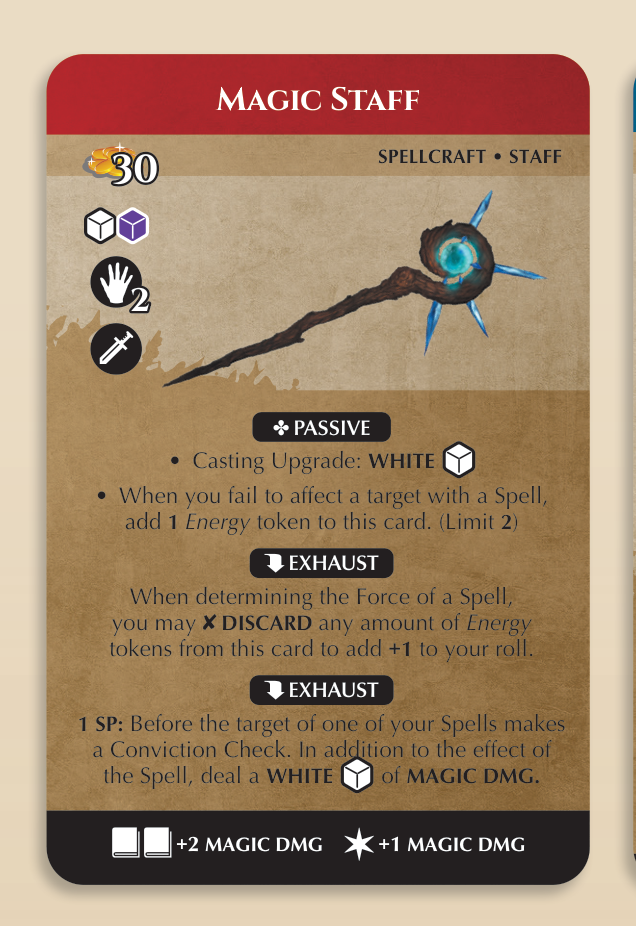 MAGIC STAFF
30
SPELLCRAFT • STAFF
2
PASSIVE
• Casting Upgrade: WHITE
• When you fail to affect a target with a Spell,
add 1 Energy token to this card. (Limit 2)
EXHAUST
When determining the Force of a Spell,
you may ✘ DISCARD any amount of Energy
tokens from this card to add +1 to your roll.
EXHAUST
1 SP: Before the target of one of your Spells makes
a Conviction Check. In addition to the effect of
the Spell, deal a WHITE of MAGIC DMG.
+2 MAGIC DMG +1 MAGIC DMG